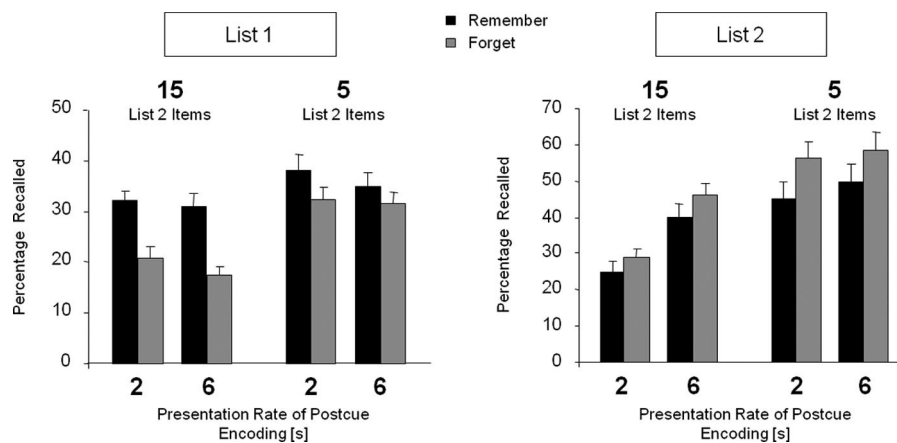 List 1
Remember
Forget
List 2
15
List 2 Items
5
List 2 Items
Percentage Recalled
50
40
30
20
10
0
2
6
2
6
Presentation Rate of Postcue
Encoding [s]
15
List 2 Items
5
List 2 Items
Percentage Recalled
70
60
50
40
30
20
10
0
2
6
2
6
Presentation Rate of Postcue
Encoding [s]